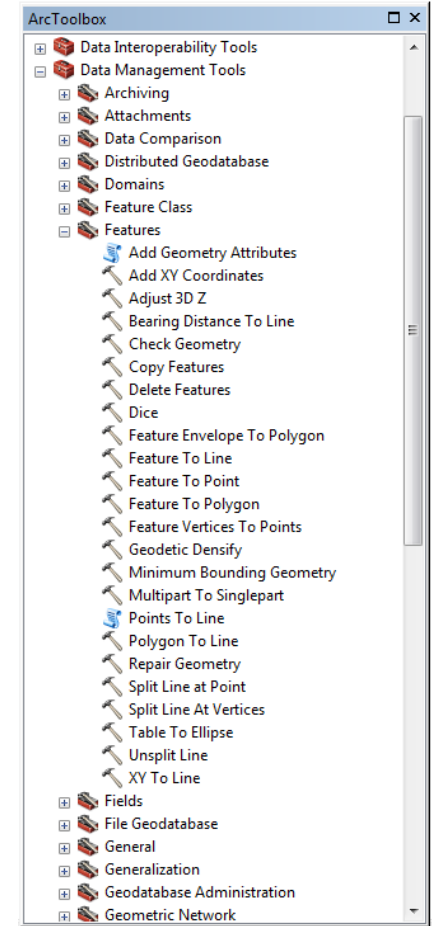 ArcToolbox
Data Interoperability Tools
Data Management Tools
Archiving
Attachments
Data Comparison
Distributed Geodatabase
Domains
Feature Class
Features
Add Geometry Attributes
Add XY Coordinates
Adjust 3D Z
Bearing Distance To Line
Check Geometry
Copy Features
Delete Features
Dice
Feature Envelope To Polygon
Feature To Line
Feature To Point
Feature To Polygon
Feature Vertices To Points
Geodetic Densify
Minimum Bounding Geometry
Multipart To Singlepart
Points To Line
Polygon To Line
Repair Geometry
Split Line at Point
Split Line At Vertices
Table To Ellipse
Unsplit Line
XY To Line
Fields
File Geodatabase
General
Generalization
Geodatabase Administration
Geometric Network